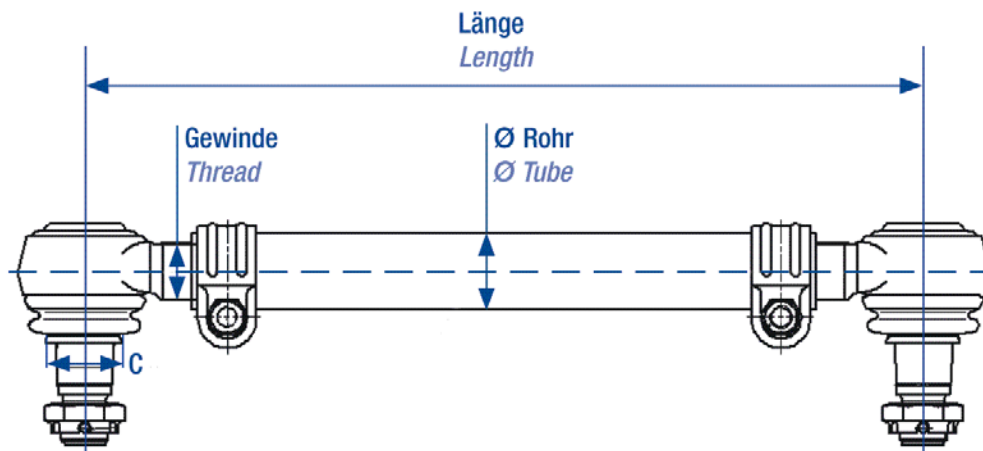 Länge
Length
Gewinde
Thread
Ø Rohr
Ø Tube
C